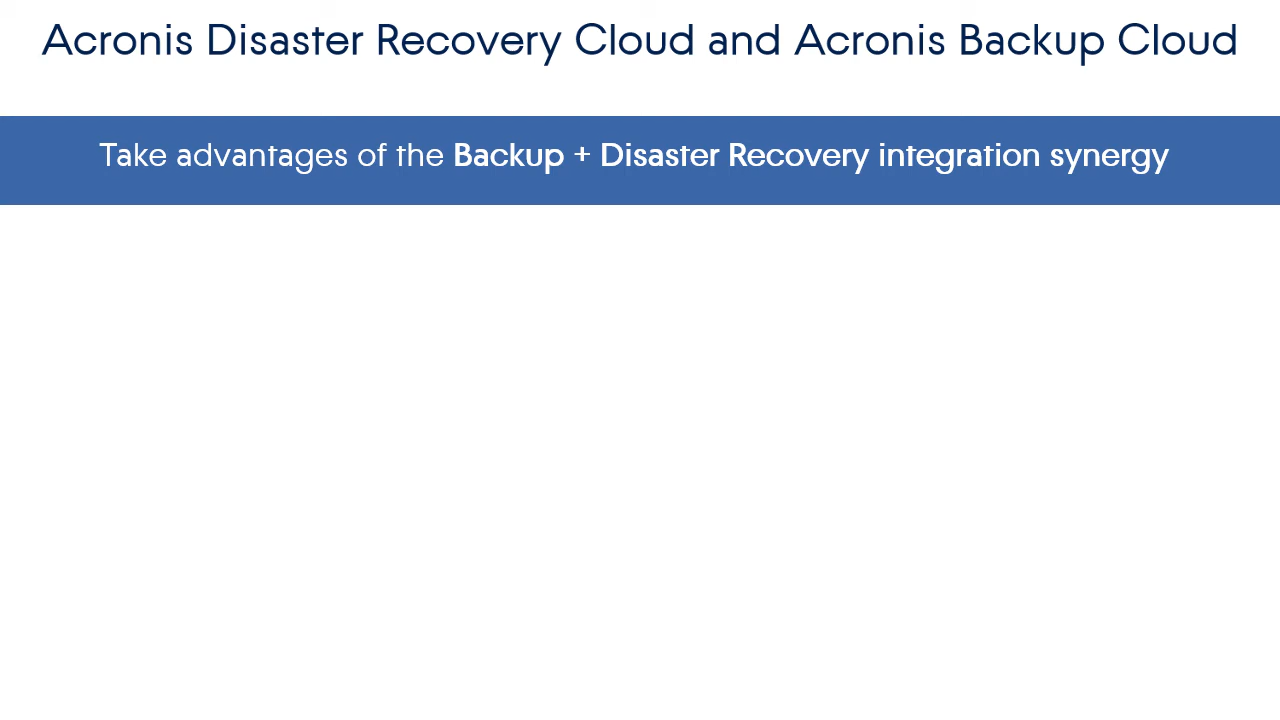 Acronis Disaster Recovery Cloud and Acronis Backup Cloud
Take advantages of the Backup + Disaster Recovery integration synergy